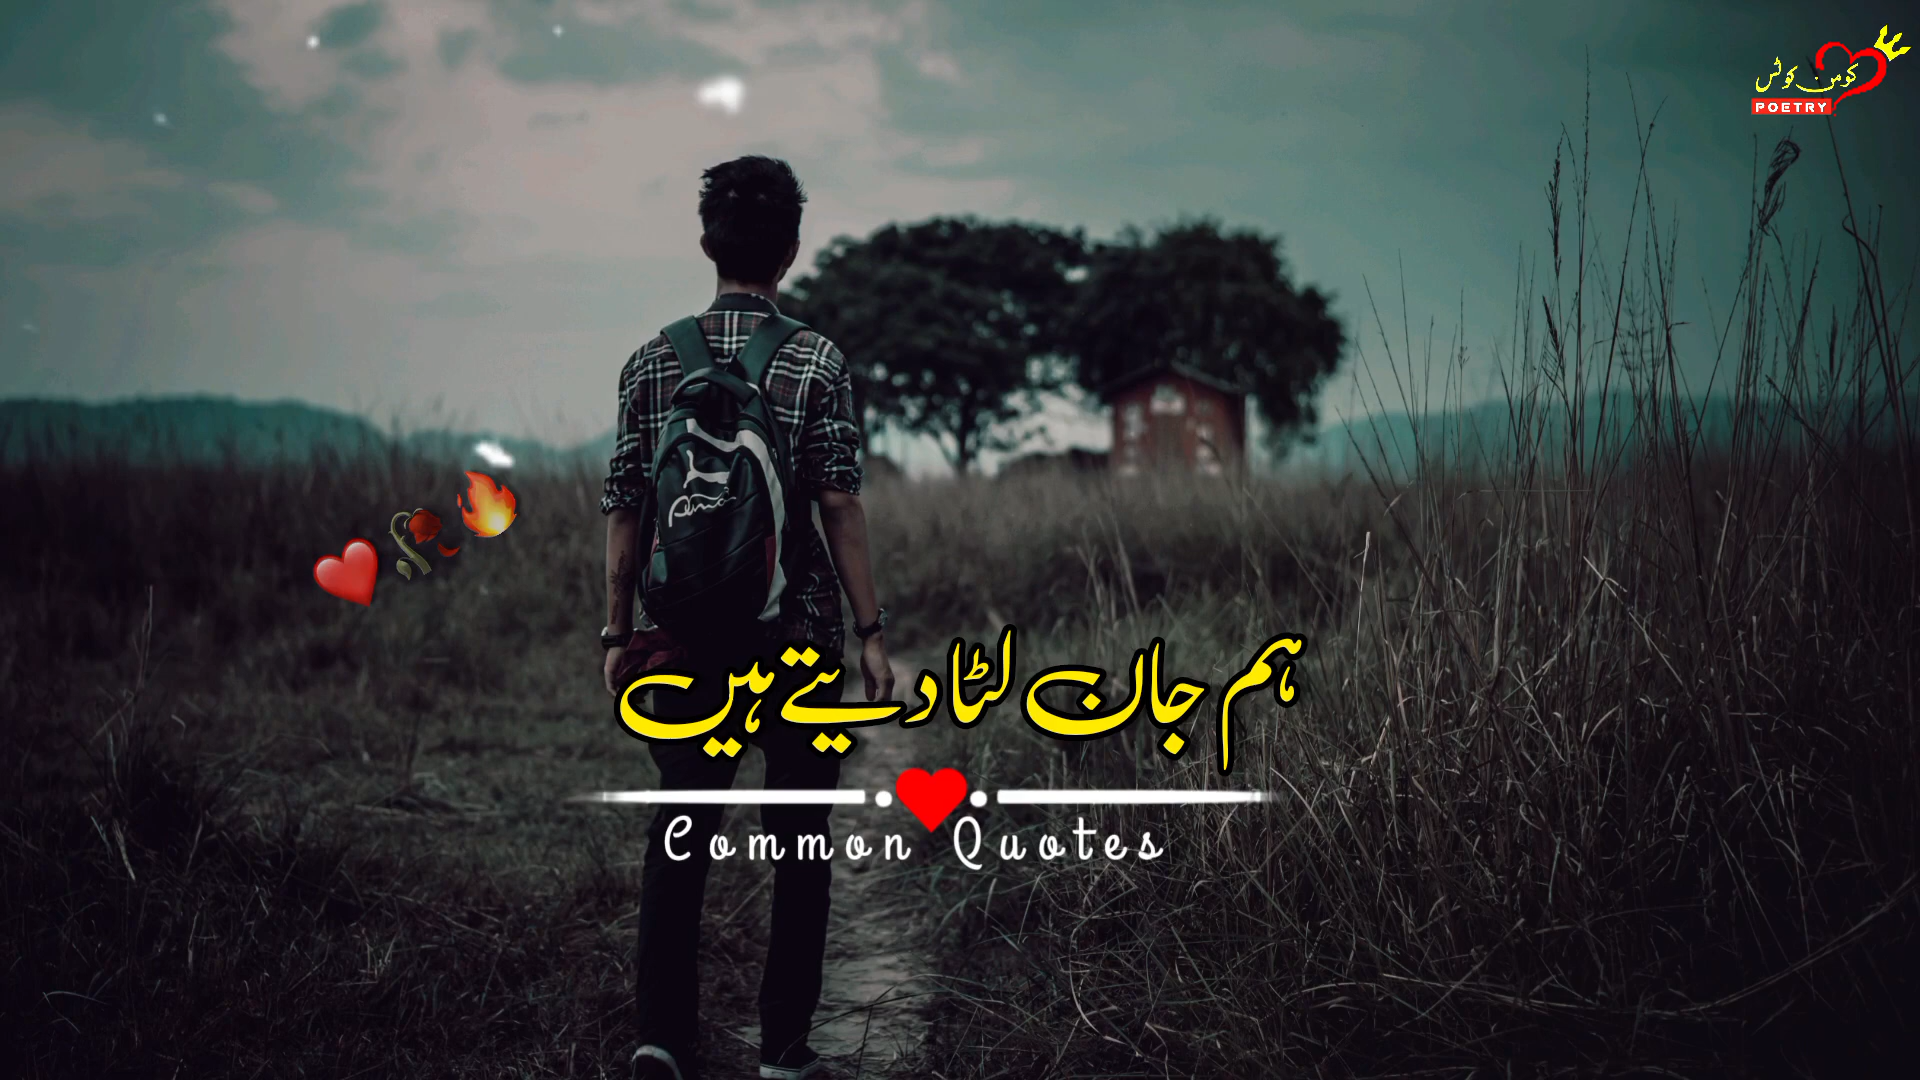 کومن کوٹس
POETRY
ہم جان لٹا دیتے ہیں
Common Quotes